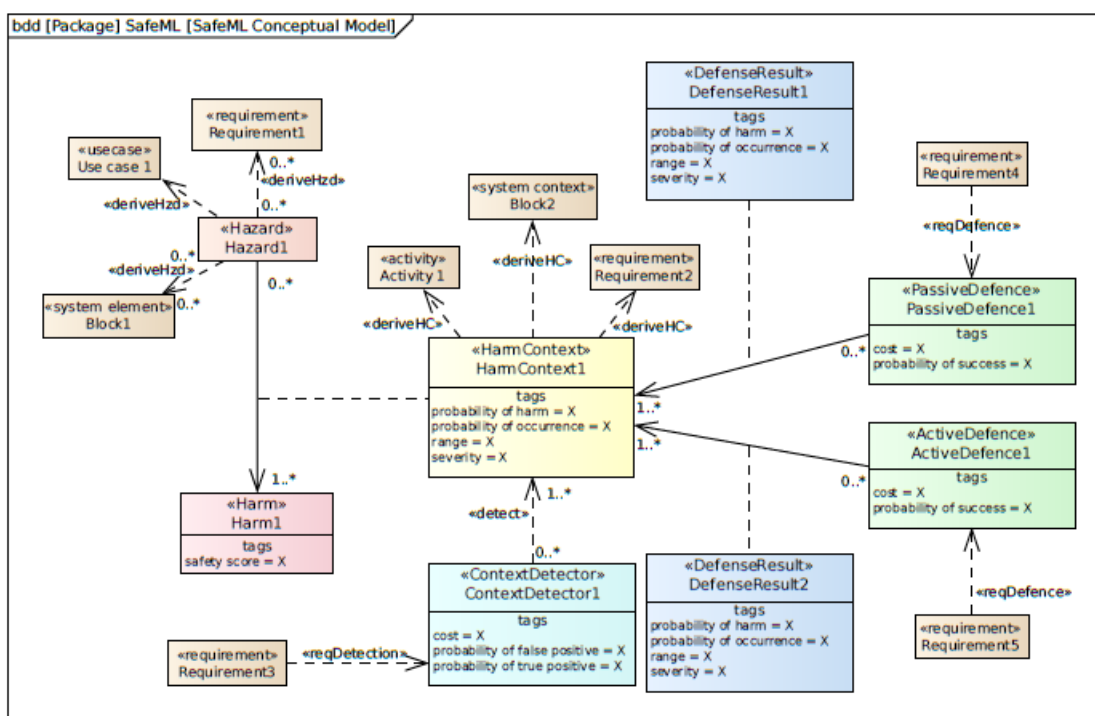 bdd [Package] SafeML [SafeML Conceptual Model]
«DefenseResult»
DefenseResult1
tags
probability of harm = X
probability of occurrence = X
range = X
severity = X
«requirement»
Requirement1
«usecase»
Use case 1
0..*
«deriveHzd»
0..*
«deriveHzd»
«Hazard»
Hazard1
0..*
«deriveHzd»
0..*
0..*
«system element»
Block1
«system context»
Block2
«activity»
Activity 1
«deriveHC»
«requirement»
Requirement2
«deriveHC»
«deriveHC»
«requirement»
Requirement4
«reqDefence»
«PassiveDefence»
PassiveDefence1
tags
cost = X
probability of success = X
0..*
«HarmContext»
HarmContext1
tags
probability of harm = X
probability of occurrence = X
range = X
severity = X
1..*
1..*
«ActiveDefence»
ActiveDefence1
tags
cost = X
probability of success = X
0..*
1..*
«Harm»
Harm1
tags
safety score = X
1..*
«detect»
0..*
«ContextDetector»
ContextDetector1
tags
cost = X
probability of false positive = X
probability of true positive = X
«DefenseResult»
DefenseResult2
tags
probability of harm = X
probability of occurrence = X
range = X
severity = X
«reqDefence»
«requirement»
Requirement5
«requirement»
Requirement3
«reqDetection»